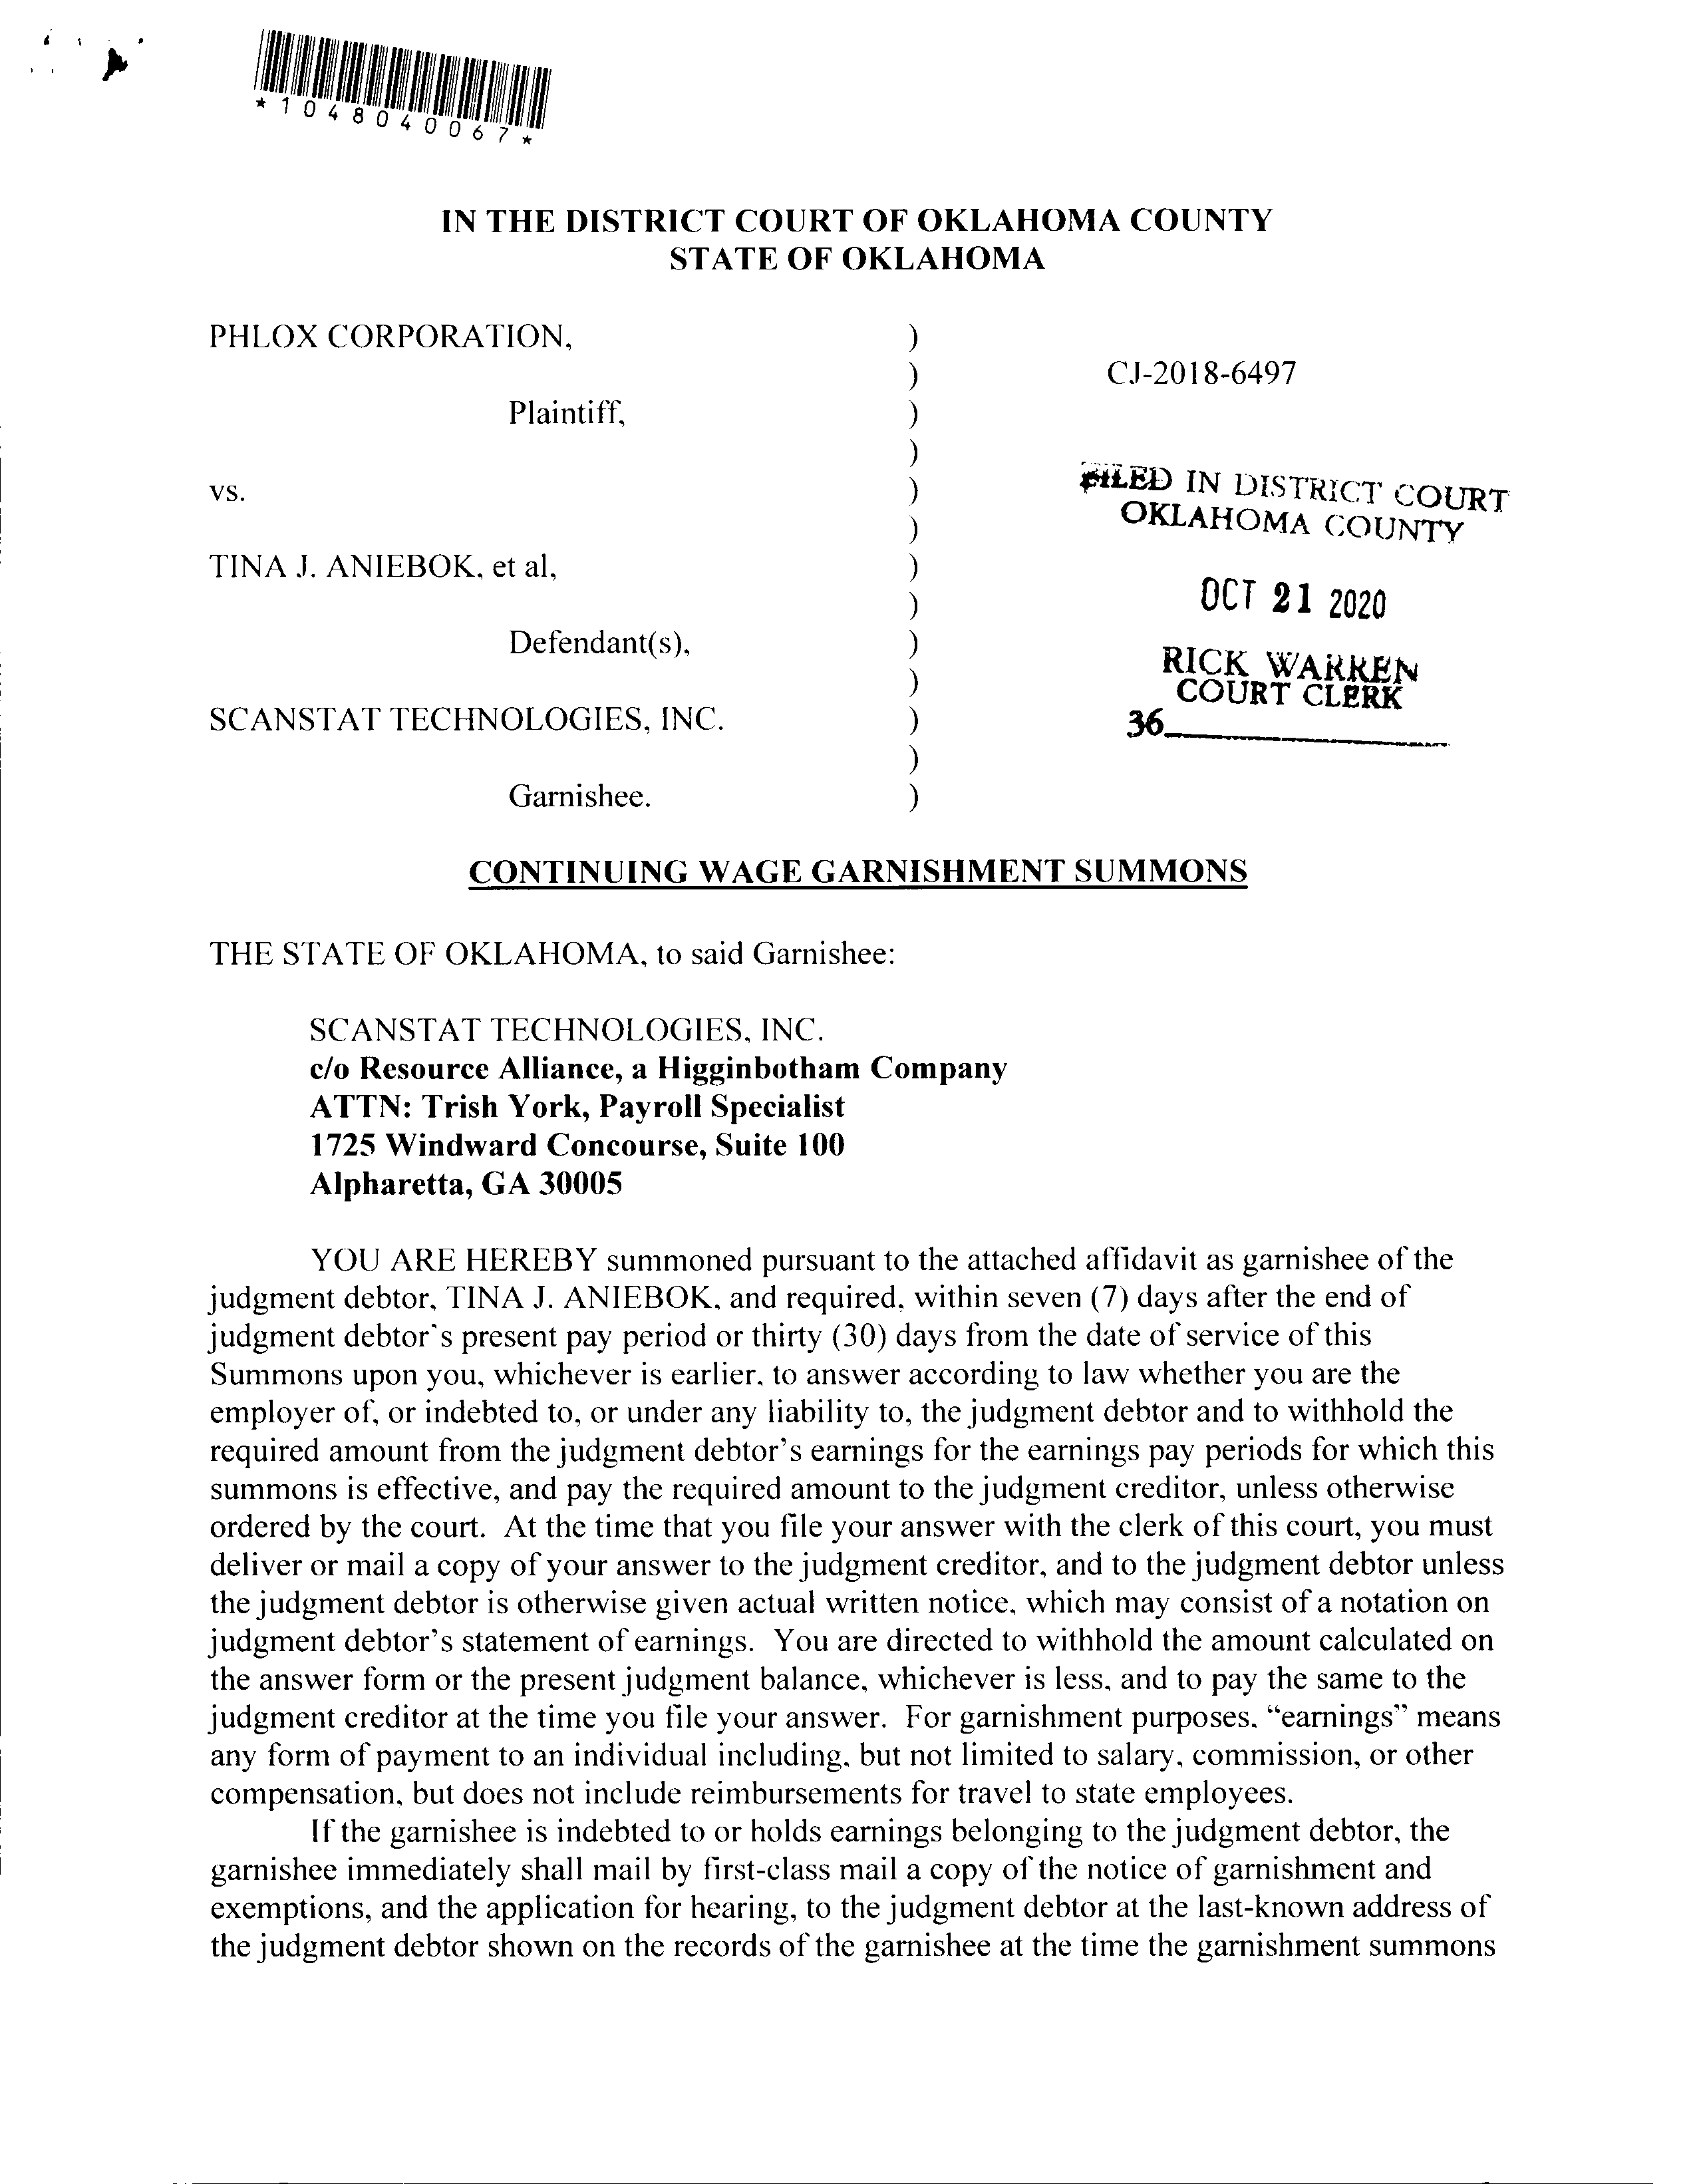 *1048040067*
IN THE DISTRICT COURT OF OKLAHOMA COUNTY
STATE OF OKLAHOMA
PHLOX CORPORATION, )
) CJ-2018-6497
Plaintiff, )
)
vs. )
)
TINA J. ANIEBOK, et al, )
)
Defendant(s), )
)
SCANSTAT TECHNOLOGIES, INC. )
)
Garnishee. )
FILED IN DISTRICT COURT
OKLAHOMA COUNTY
OCT 21 2020
RICK WARREN
COURT CLERK
36
CONTINUING WAGE GARNISHMENT SUMMONS
THE STATE OF OKLAHOMA, to said Garnishee:
SCANSTAT TECHNOLOGIES, INC.
c/o Resource Alliance, a Higginbotham Company
ATTN: Trish York, Payroll Specialist
1725 Windward Concourse, Suite 100
Alpharetta, GA 30005
YOU ARE HEREBY summoned pursuant to the attached affidavit as garnishee of the
judgment debtor, TINA J. ANIEBOK, and required, within seven (7) days after the end of
judgment debtor's present pay period or thirty (30) days from the date of service of this
Summons upon you, whichever is earlier, to answer according to law whether you are the
employer of, or indebted to, or under any liability to, the judgment debtor and to withhold the
required amount from the judgment debtor's earnings for the earnings pay periods for which this
summons is effective, and pay the required amount to the judgment creditor, unless otherwise
ordered by the court. At the time that you file your answer with the clerk of this court, you must
deliver or mail a copy of your answer to the judgment creditor, and to the judgment debtor unless
the judgment debtor is otherwise given actual written notice, which may consist of a notation on
judgment debtor's statement of earnings. You are directed to withhold the amount calculated on
the answer form or the present judgment balance, whichever is less, and to pay the same to the
judgment creditor at the time you file your answer. For garnishment purposes, "earnings" means
any form of payment to an individual including, but not limited to salary, commission, or other
compensation, but does not include reimbursements for travel to state employees.
If the garnishee is indebted to or holds earnings belonging to the judgment debtor, the
garnishee immediately shall mail by first-class mail a copy of the notice of garnishment and
exemptions, and the application for hearing, to the judgment debtor at the last-known address of
the judgment debtor shown on the records of the garnishee at the time the garnishment summons